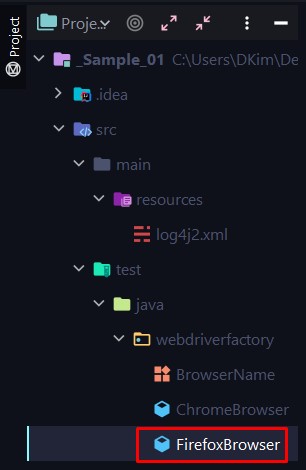 Project
Proje...
_Sample_01 C:\Users\DKim\De
.idea
src
main
resources
log4j2.xml
test
java
webdriverfactory
BrowserName
ChromeBrowser
FirefoxBrowser